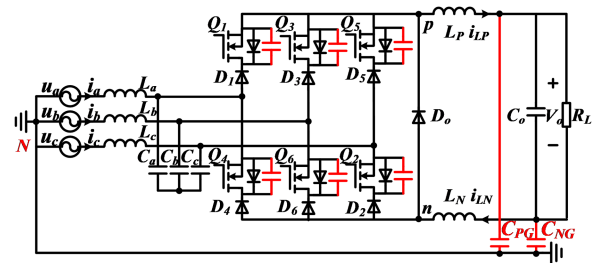 Q1 Q3 Q5
p
LP iLP
D1 D3 D5
ua ia La
ub ib Lb
uc ic Lc
N
Do
Co
+
Vo
−
RL
Ca Cb Cc
Q4 Q6 Q2
D4 D6 D2
n
LN iLN
CPG CNG